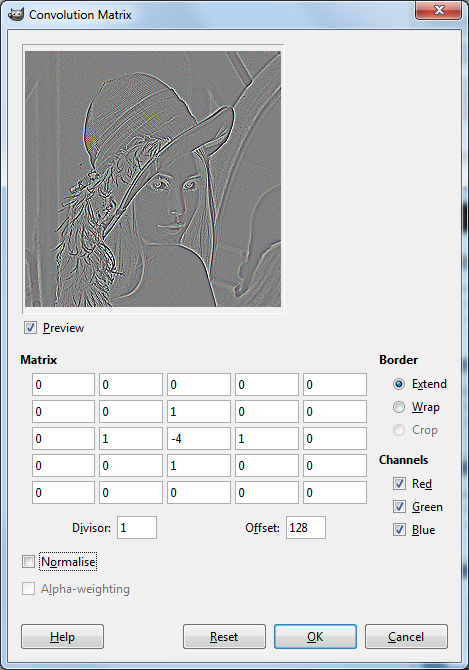 Convolution Matrix
Preview
Matrix
0 0 0 0 0
0 0 1 0 0
0 1 -4 1 0
0 0 1 0 0
0 0 0 0 0
Divisor: 1 Offset: 128
Normalise
Alpha-weighting
Border
Extend
Wrap
Crop
Channels
Red
Green
Blue
Help Reset OK Cancel